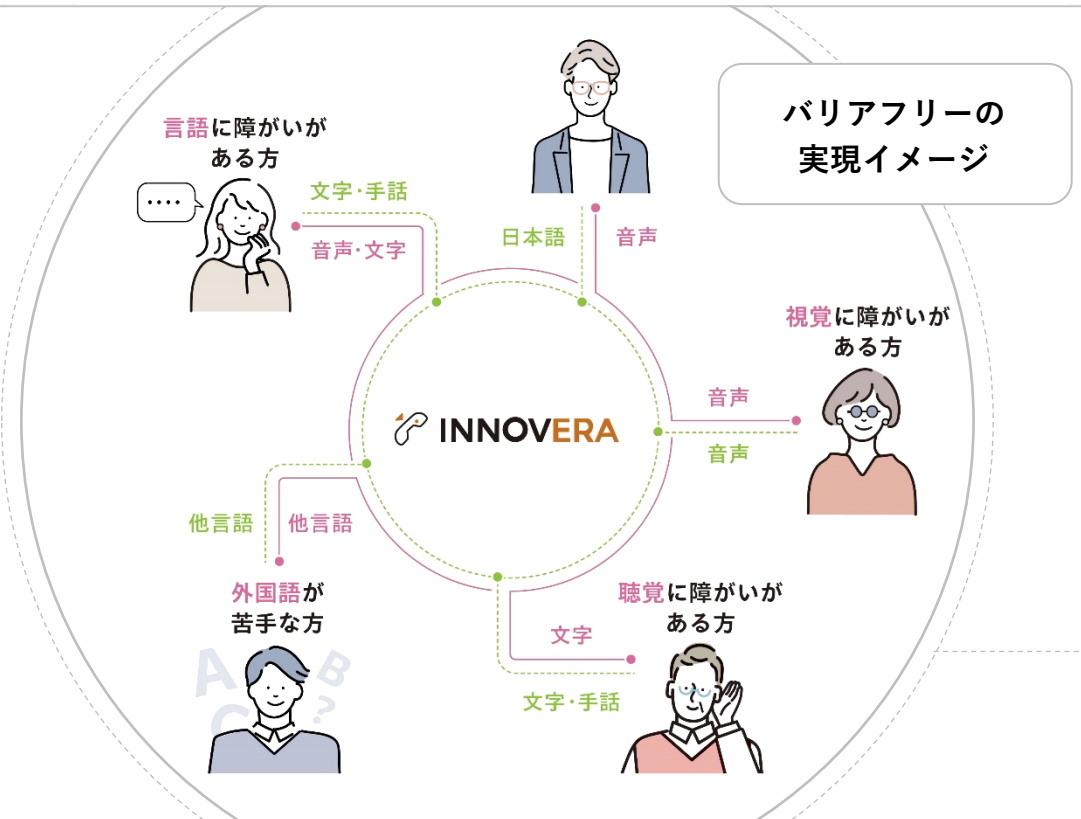 バリアフリーの
実現イメージ
言語に障がいが
ある方
....
文字・手話
音声・文字
日本語
音声
視覚に障がいが
ある方
音声
音声
INNOVERA
他言語
他言語
外国語が
苦手な方
A
B
C
?
聴覚に障がいが
ある方
文字
文字・手話